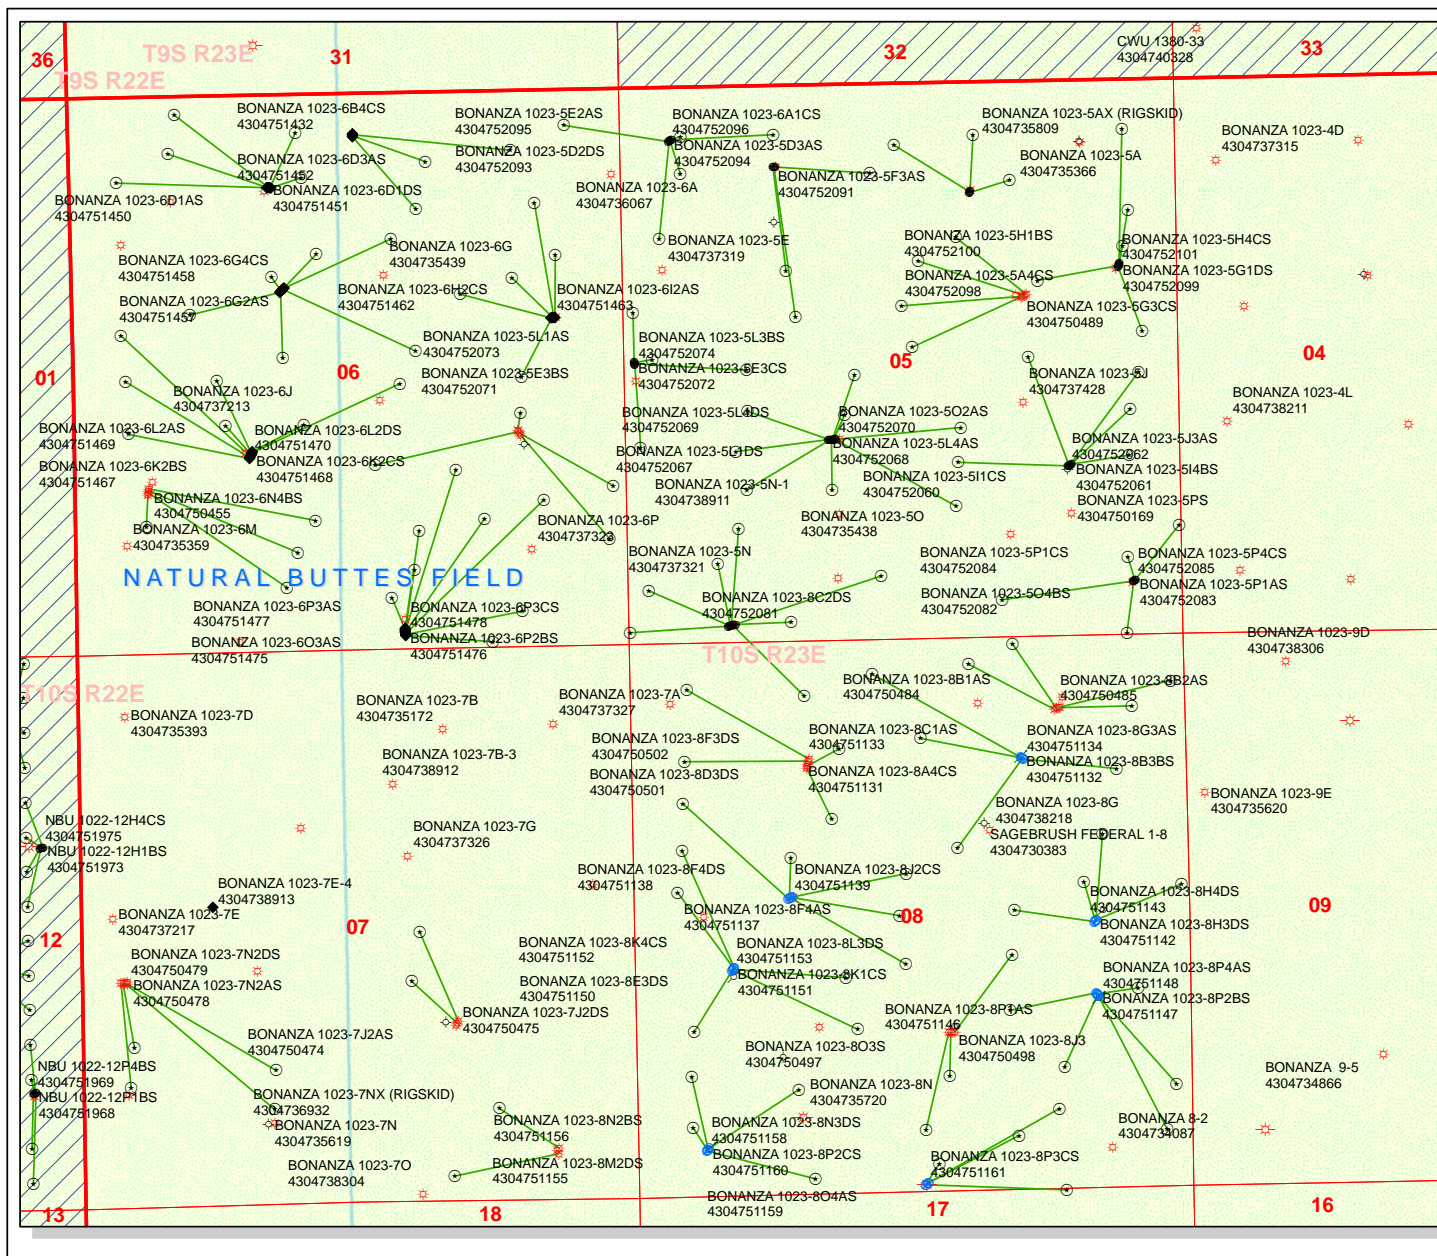 36
T9S R23E
31
32
CWU 1380-33
4304740328
33
T9S R22E
BONANZA 1023-6B4CS
4304751432
BONANZA 1023-5E2AS
4304752095
BONANZA 1023-6A1CS
4304752096
BONANZA 1023-5AX (RIGSKID)
4304735809
BONANZA 1023-4D
4304737315
BONANZA 1023-6D3AS
4304751452
BONANZA 1023-5D2DS
4304752093
BONANZA 1023-5D3AS
4304752094
BONANZA 1023-5A
4304735366
BONANZA 1023-6D1DS
4304751451
BONANZA 1023-6A
4304736067
BONANZA 1023-5F3AS
4304752091
BONANZA 1023-6D1AS
4304751450
BONANZA 1023-6G
4304735439
BONANZA 1023-5E
4304737319
BONANZA 1023-5H1BS
4304752100
BONANZA 1023-5H4CS
4304752101
BONANZA 1023-6G4CS
4304751458
BONANZA 1023-6H2CS
4304751462
BONANZA 1023-6I2AS
4304751463
BONANZA 1023-5A4CS
4304752098
BONANZA 1023-5G1DS
4304752099
BONANZA 1023-6G2AS
4304751457
BONANZA 1023-5G3CS
4304750489
BONANZA 1023-5L1AS
4304752073
BONANZA 1023-5L3BS
4304752074
01
06
BONANZA 1023-5E3BS
4304752071
BONANZA 1023-5E3CS
4304752072
05
BONANZA 1023-5J
4304737428
04
BONANZA 1023-6J
4304737213
BONANZA 1023-4L
4304738211
BONANZA 1023-5L4DS
4304752069
BONANZA 1023-5O2AS
4304752070
BONANZA 1023-6L2AS
4304751469
BONANZA 1023-6L2DS
4304751470
BONANZA 1023-5L1DS
4304752067
BONANZA 1023-5L4AS
4304752068
BONANZA 1023-5J3AS
4304752062
BONANZA 1023-6K2BS
4304751467
BONANZA 1023-6K2CS
4304751468
BONANZA 1023-5N-1
4304738911
BONANZA 1023-5I1CS
4304752060
BONANZA 1023-5I4BS
4304752061
BONANZA 1023-6N4BS
4304750455
BONANZA 1023-5PS
4304750169
BONANZA 1023-6M
4304735359
BONANZA 1023-6P
4304737323
BONANZA 1023-5O
4304735438
BONANZA 1023-5N
4304737321
BONANZA 1023-5P1CS
4304752084
BONANZA 1023-5P4CS
4304752085
NATURAL BUTTES FIELD
BONANZA 1023-8C2DS
4304752081
BONANZA 1023-5O4BS
4304752082
BONANZA 1023-5P1AS
4304752083
BONANZA 1023-6P3AS
4304751477
BONANZA 1023-6P3CS
4304751478
BONANZA 1023-6O3AS
4304751475
BONANZA 1023-6P2BS
4304751476
BONANZA 1023-9D
4304738306
T10S R23E
T10S R22E
BONANZA 1023-7D
4304735393
BONANZA 1023-7B
4304735172
BONANZA 1023-7A
4304737327
BONANZA 1023-8B1AS
4304750484
BONANZA 1023-8B2AS
4304750485
BONANZA 1023-8F3DS
4304750502
BONANZA 1023-8C1AS
4304751133
BONANZA 1023-8G3AS
4304751134
BONANZA 1023-7B-3
4304738912
BONANZA 1023-8D3DS
4304750501
BONANZA 1023-8A4CS
4304751131
BONANZA 1023-8B3BS
4304751132
BONANZA 1023-9E
4304735620
NBU 1022-12H4CS
4304751975
BONANZA 1023-7G
4304737326
BONANZA 1023-8G
4304738218
SAGEBRUSH FEDERAL 1-8
4304730383
NBU 1022-12H1BS
4304751973
BONANZA 1023-8F4DS
4304751138
BONANZA 1023-8J2CS
4304751139
BONANZA 1023-7E-4
4304738913
BONANZA 1023-8H4DS
4304751143
BONANZA 1023-7E
4304737217
BONANZA 1023-8F4AS
4304751137
BONANZA 1023-8H3DS
4304751142
12
07
08
09
BONANZA 1023-7N2DS
4304750479
BONANZA 1023-8K4CS
4304751152
BONANZA 1023-8L3DS
4304751153
BONANZA 1023-8P4AS
4304751148
BONANZA 1023-7N2AS
4304750478
BONANZA 1023-8E3DS
4304751150
BONANZA 1023-8K1CS
4304751151
BONANZA 1023-8P2BS
4304751147
BONANZA 1023-7J2DS
4304750475
BONANZA 1023-8P1AS
4304751146
BONANZA 1023-7J2AS
4304750474
BONANZA 1023-8O3S
4304750497
BONANZA 1023-8J3
4304750498
NBU 1022-12P4BS
4304751969
BONANZA 9-5
4304734866
BONANZA 1023-7NX (RIGSKID)
4304736932
BONANZA 1023-8N
4304735720
NBU 1022-12P1BS
4304751968
BONANZA 1023-7N
4304735619
BONANZA 1023-8N2BS
4304751156
BONANZA 1023-8N3DS
4304751158
BONANZA 8-2
4304734087
BONANZA 1023-7O
4304738304
BONANZA 1023-8M2DS
4304751155
BONANZA 1023-8P2CS
4304751160
BONANZA 1023-8P3CS
4304751161
BONANZA 1023-8O4AS
4304751159
13
18
17
16